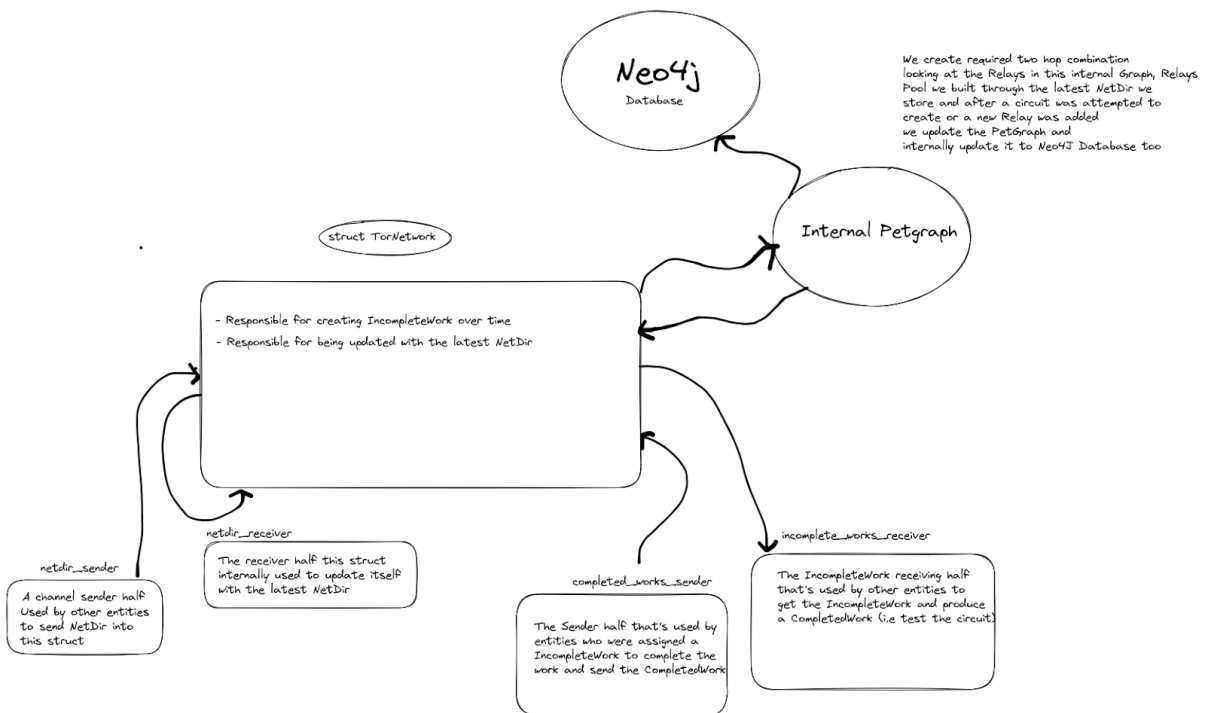 Neo4j
Database
We create required two hop combination
looking at the Relays in this internal Graph, Relays
Pool we built through the latest NetDir we
store and after a circuit was attempted to
create or a new Relay was added
we update the PetGraph and
internally update it to Neo4J Database too
Internal Petgraph
struct TorNetwork
- Responsible for creating IncompleteWork over time
- Responsible for being updated with the latest NetDir
netdir_sender
A channel sender half
Used by other entities
to send NetDir into
this struct
netdir_receiver
The receiver half this struct
internally used to update itself
with the latest NetDir
completed_works_sender
The Sender half that's used by
entities who were assigned a
IncompleteWork to complete the
work and send the CompletedWork
incomplete_works_receiver
The IncompleteWork receiving half
that's used by other entities to
get the IncompleteWork and produce
a CompletedWork (i.e test the circuit)